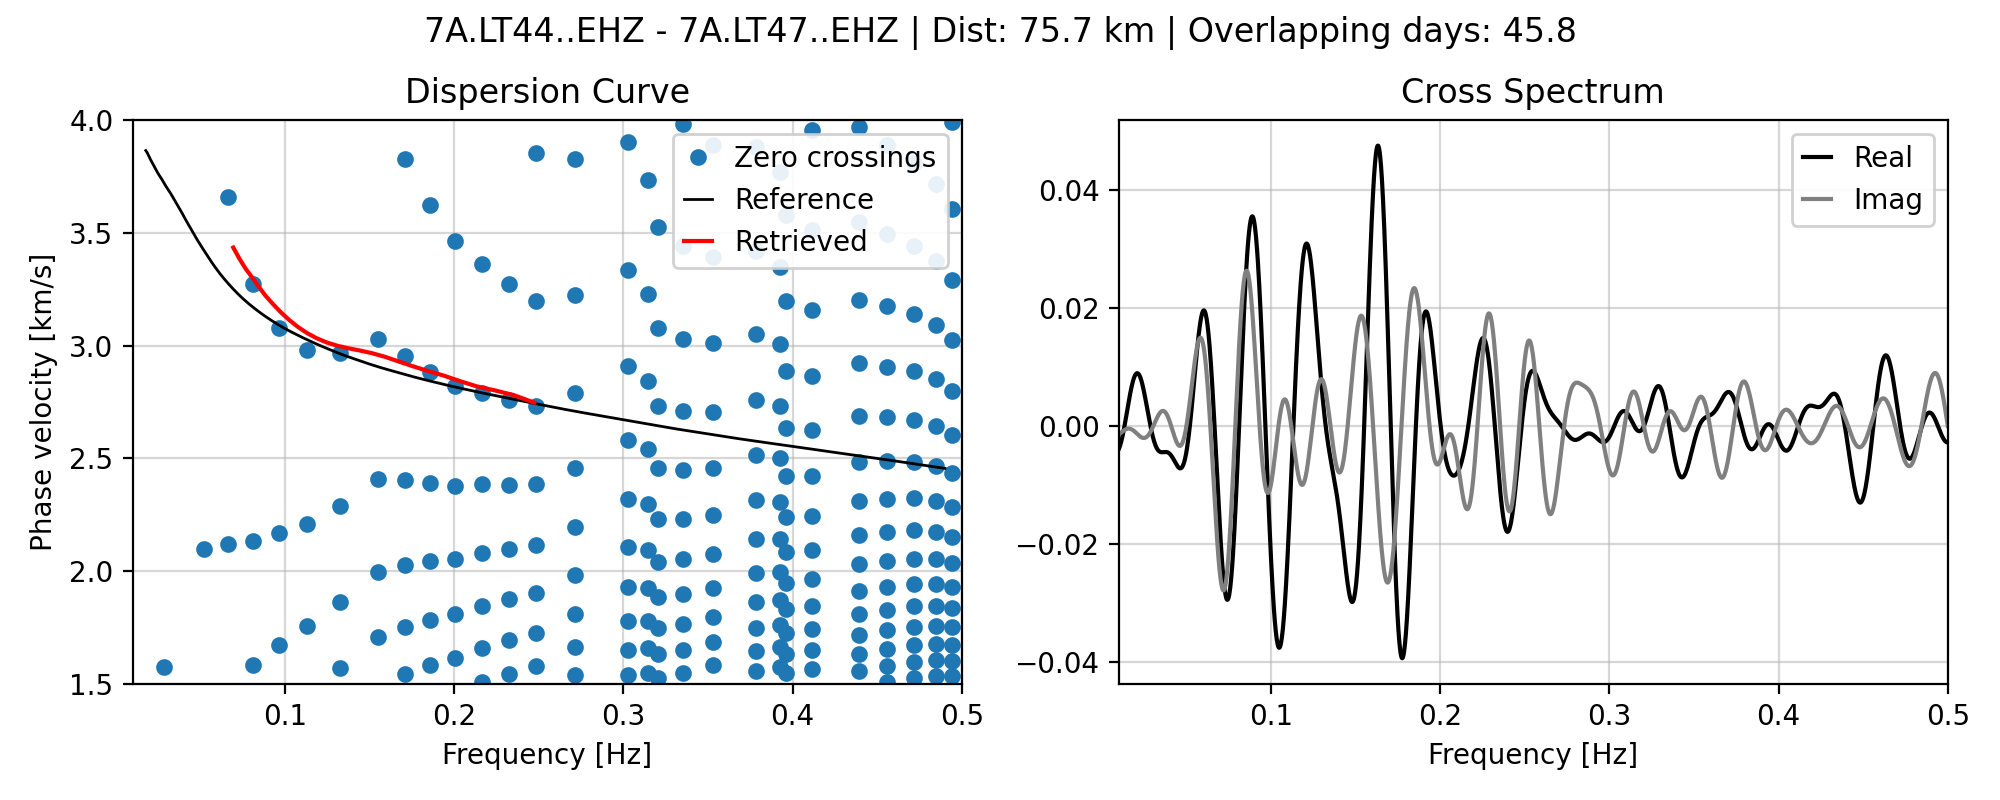 7A.LT44..EHZ - 7A.LT47..EHZ | Dist: 75.7 km | Overlapping days: 45.8
Dispersion Curve
4.0
3.5
3.0
2.5
2.0
1.5
Phase velocity [km/s]
0.1 0.2 0.3 0.4 0.5
Frequency [Hz]
Zero crossings
Reference
Retrieved
Cross Spectrum
0.04
0.02
0.00
−0.02
−0.04
0.1 0.2 0.3 0.4 0.5
Frequency [Hz]
Real
Imag